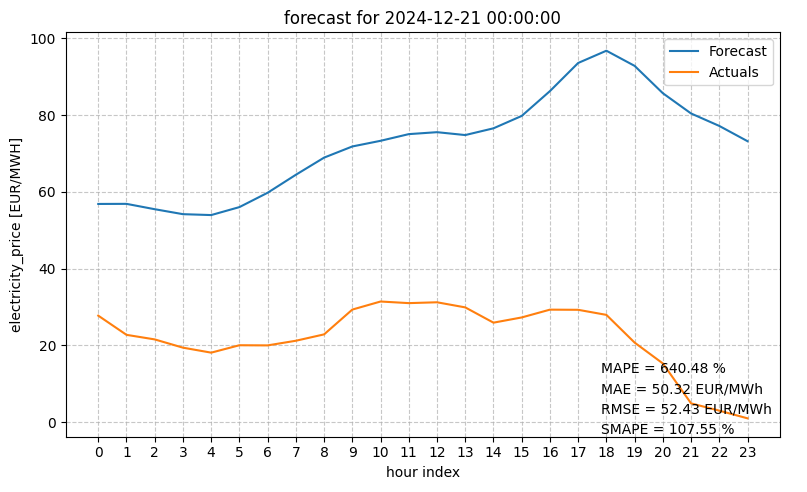 forecast for 2024-12-21 00:00:00
electricity_price [EUR/MWH]
100
80
60
40
20
0
Forecast
Actuals
MAPE = 640.48 %
MAE = 50.32 EUR/MWh
RMSE = 52.43 EUR/MWh
SMAPE = 107.55 %
0 1 2 3 4 5 6 7 8 9 10 11 12 13 14 15 16 17 18 19 20 21 22 23
hour index